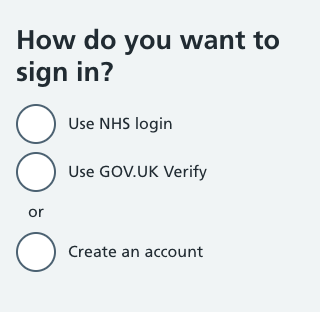 How do you want to
sign in?
Use NHS login
Use GOV.UK Verify
or
Create an account